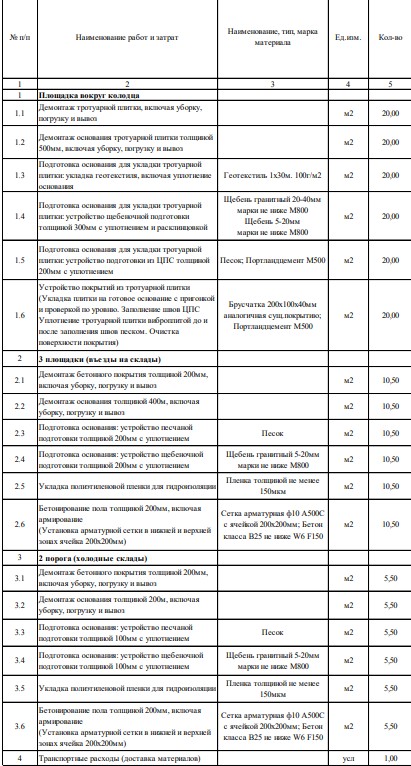 № п/п Наименование работ и затрат Наименование, тип, марка
материала Ед.изм. Кол-во
1 2 3 4 5
1 Площадка вокруг колодца
1.1 Демонтаж тротуарной плитки, включая уборку,
погрузку и вывоз м2 20,00
1.2 Демонтаж основания тротуарной плитки толщиной
500мм, включая уборку, погрузку и вывоз м2 20,00
1.3 Подготовка основания для укладки тротуарной
плитки: укладка геотекстиля, включая уплотнение
основания Геотекстиль 1х30м. 100г/м2 м2 20,00
1.4 Подготовка основания для укладки тротуарной
плитки: устройство щебеночной подготовки
толщиной 300мм с уплотнением и расклинцовкой Щебень гранитный 20-40мм
марки не ниже М800
Щебень 5-20мм
марки не ниже М800 м2 20,00
1.5 Подготовка основания для укладки тротуарной
плитки: устройство подготовки из ЦПС толщиной
200мм с уплотнением Песок; Портландцемент М500 м2 20,00
1.6 Устройство покрытий из тротуарной плитки
(Укладка плитки на готовое основание с пригонкой
и проверкой по уровню. Заполнение швов ЦПС
Уплотнение тротуарной плитки виброплитой до и
после заполнения швов песком. Очистка
поверхности покрытия) Брусчатка 200х100х40мм
аналогичная сущ.покрытию;
Портландцемент М500 м2 20,00
2 3 площадки (въезды на склады)
2.1 Демонтаж бетонного покрытия толщиной 200мм,
включая уборку, погрузку и вывоз м2 10,50
2.2 Демонтаж основания толщиной 400м, включая
уборку, погрузку и вывоз м2 10,50
2.3 Подготовка основания: устройство песчаной
подготовки толщиной 200мм с уплотнением Песок м2 10,50
2.4 Подготовка основания: устройство щебеночной
подготовки толщиной 200мм с уплотнением Щебень гранитный 5-20мм
марки не ниже М800 м2 10,50
2.5 Укладка полиэтиленовой пленки для гидроизоляции Пленка толщиной не менее
150мкм м2 10,50
2.6 Бетонирование пола толщиной 200мм, включая
армирование
(Установка арматурной сетки в нижней и верхней
зонах ячейка 200х200мм) Сетка арматурная ф10 А500С
с ячейкой 200х200мм; Бетон
класса В25 не ниже W6 F150 м2 10,50
3 2 порога (холодные склады)
3.1 Демонтаж бетонного покрытия толщиной 200мм,
включая уборку, погрузку и вывоз м2 5,50
3.2 Демонтаж основания толщиной 200м, включая
уборку, погрузку и вывоз м2 5,50
3.3 Подготовка основания: устройство песчаной
подготовки толщиной 100мм с уплотнением Песок м2 5,50
3.4 Подготовка основания: устройство щебеночной
подготовки толщиной 100мм с уплотнением Щебень гранитный 5-20мм
марки не ниже М800 м2 5,50
3.5 Укладка полиэтиленовой пленки для гидроизоляции Пленка толщиной не менее
150мкм м2 5,50
3.6 Бетонирование пола толщиной 200мм, включая
армирование
(Установка арматурной сетки в нижней и верхней
зонах ячейка 200х200мм) Сетка арматурная ф10 А500С
с ячейкой 200х200мм; Бетон
класса В25 не ниже W6 F150 м2 5,50
4 Транспортные расходы (доставка материалов) усл 1,00